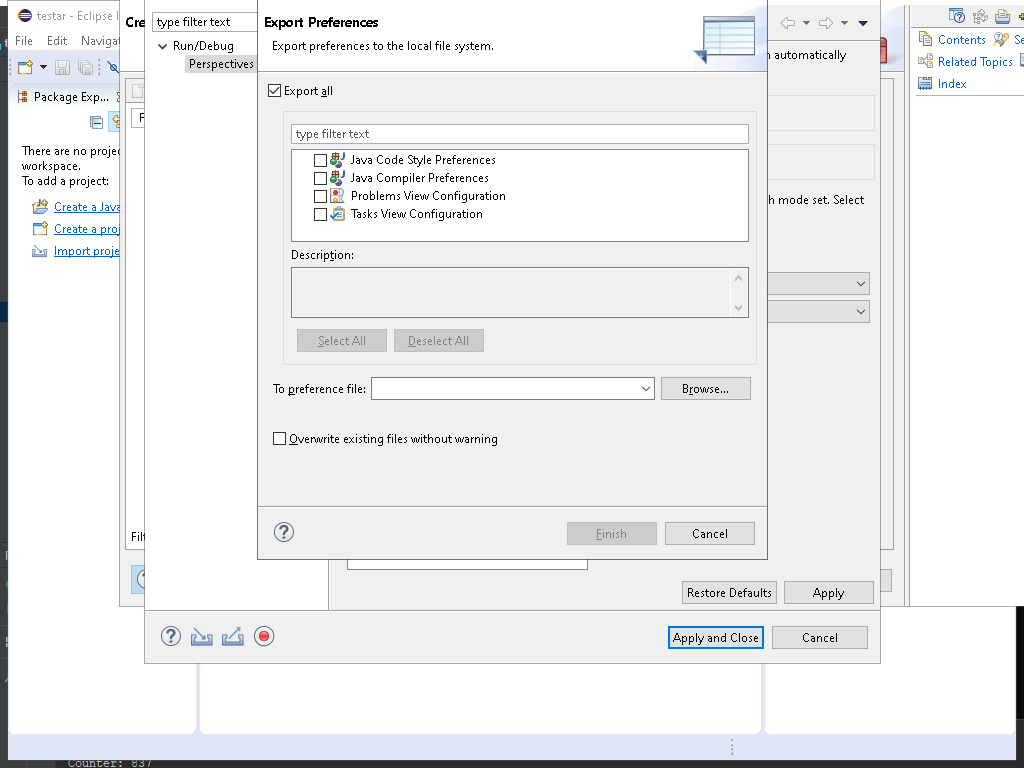 testar - Eclipse I
File Edit Navigat
Package Exp...
There are no proje
workspace.
To add a project:
Create a Java
Create a proj
Import proje
Cre
type filter text
Run/Debug
Perspectives
Export Preferences
Export preferences to the local file system.
Export all
type filter text
Java Code Style Preferences
Java Compiler Preferences
Problems View Configuration
Tasks View Configuration
Description:
Select All Deselect All
To preference file: Browse...
Overwrite existing files without warning
Finish Cancel
automatically
h mode set. Select
Filt
Restore Defaults Apply
Apply and Close Cancel
Contents Se
Related Topics
Index
Counter: 837